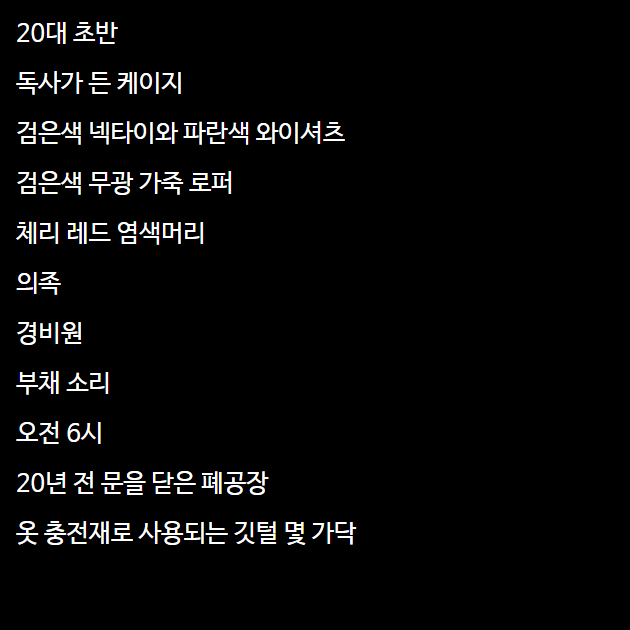 20대 초반
독사가 든 케이지
검은색 넥타이와 파란색 와이셔츠
검은색 무광 가죽 로퍼
체리 레드 염색머리
의족
경비원
부채 소리
오전 6시
20년 전 문을 닫은 폐공장
옷 충전재로 사용되는 깃털 몇 가닥